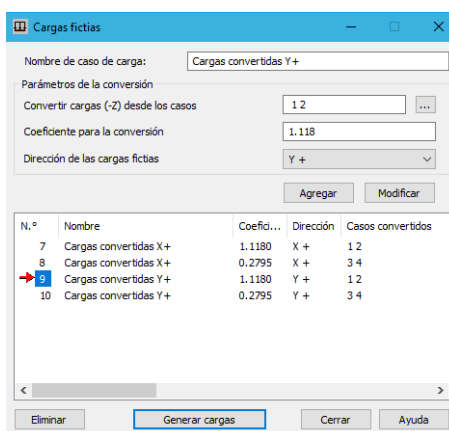 Cargas fictias
Nombre de caso de carga: Cargas convertidas Y+
Parámetros de la conversión
Convertir cargas (-Z) desde los casos 1 2 ...
Coeficiente para la conversión 1.118
Dirección de las cargas fictias Y +
Agregar Modificar
N.º Nombre Coefici... Dirección Casos convertidos
7 Cargas convertidas X+ 1.1180 X + 1 2
8 Cargas convertidas X+ 0.2795 X + 3 4
9 Cargas convertidas Y+ 1.1180 Y + 1 2
10 Cargas convertidas Y+ 0.2795 Y + 3 4
Eliminar Generar cargas Cerrar Ayuda